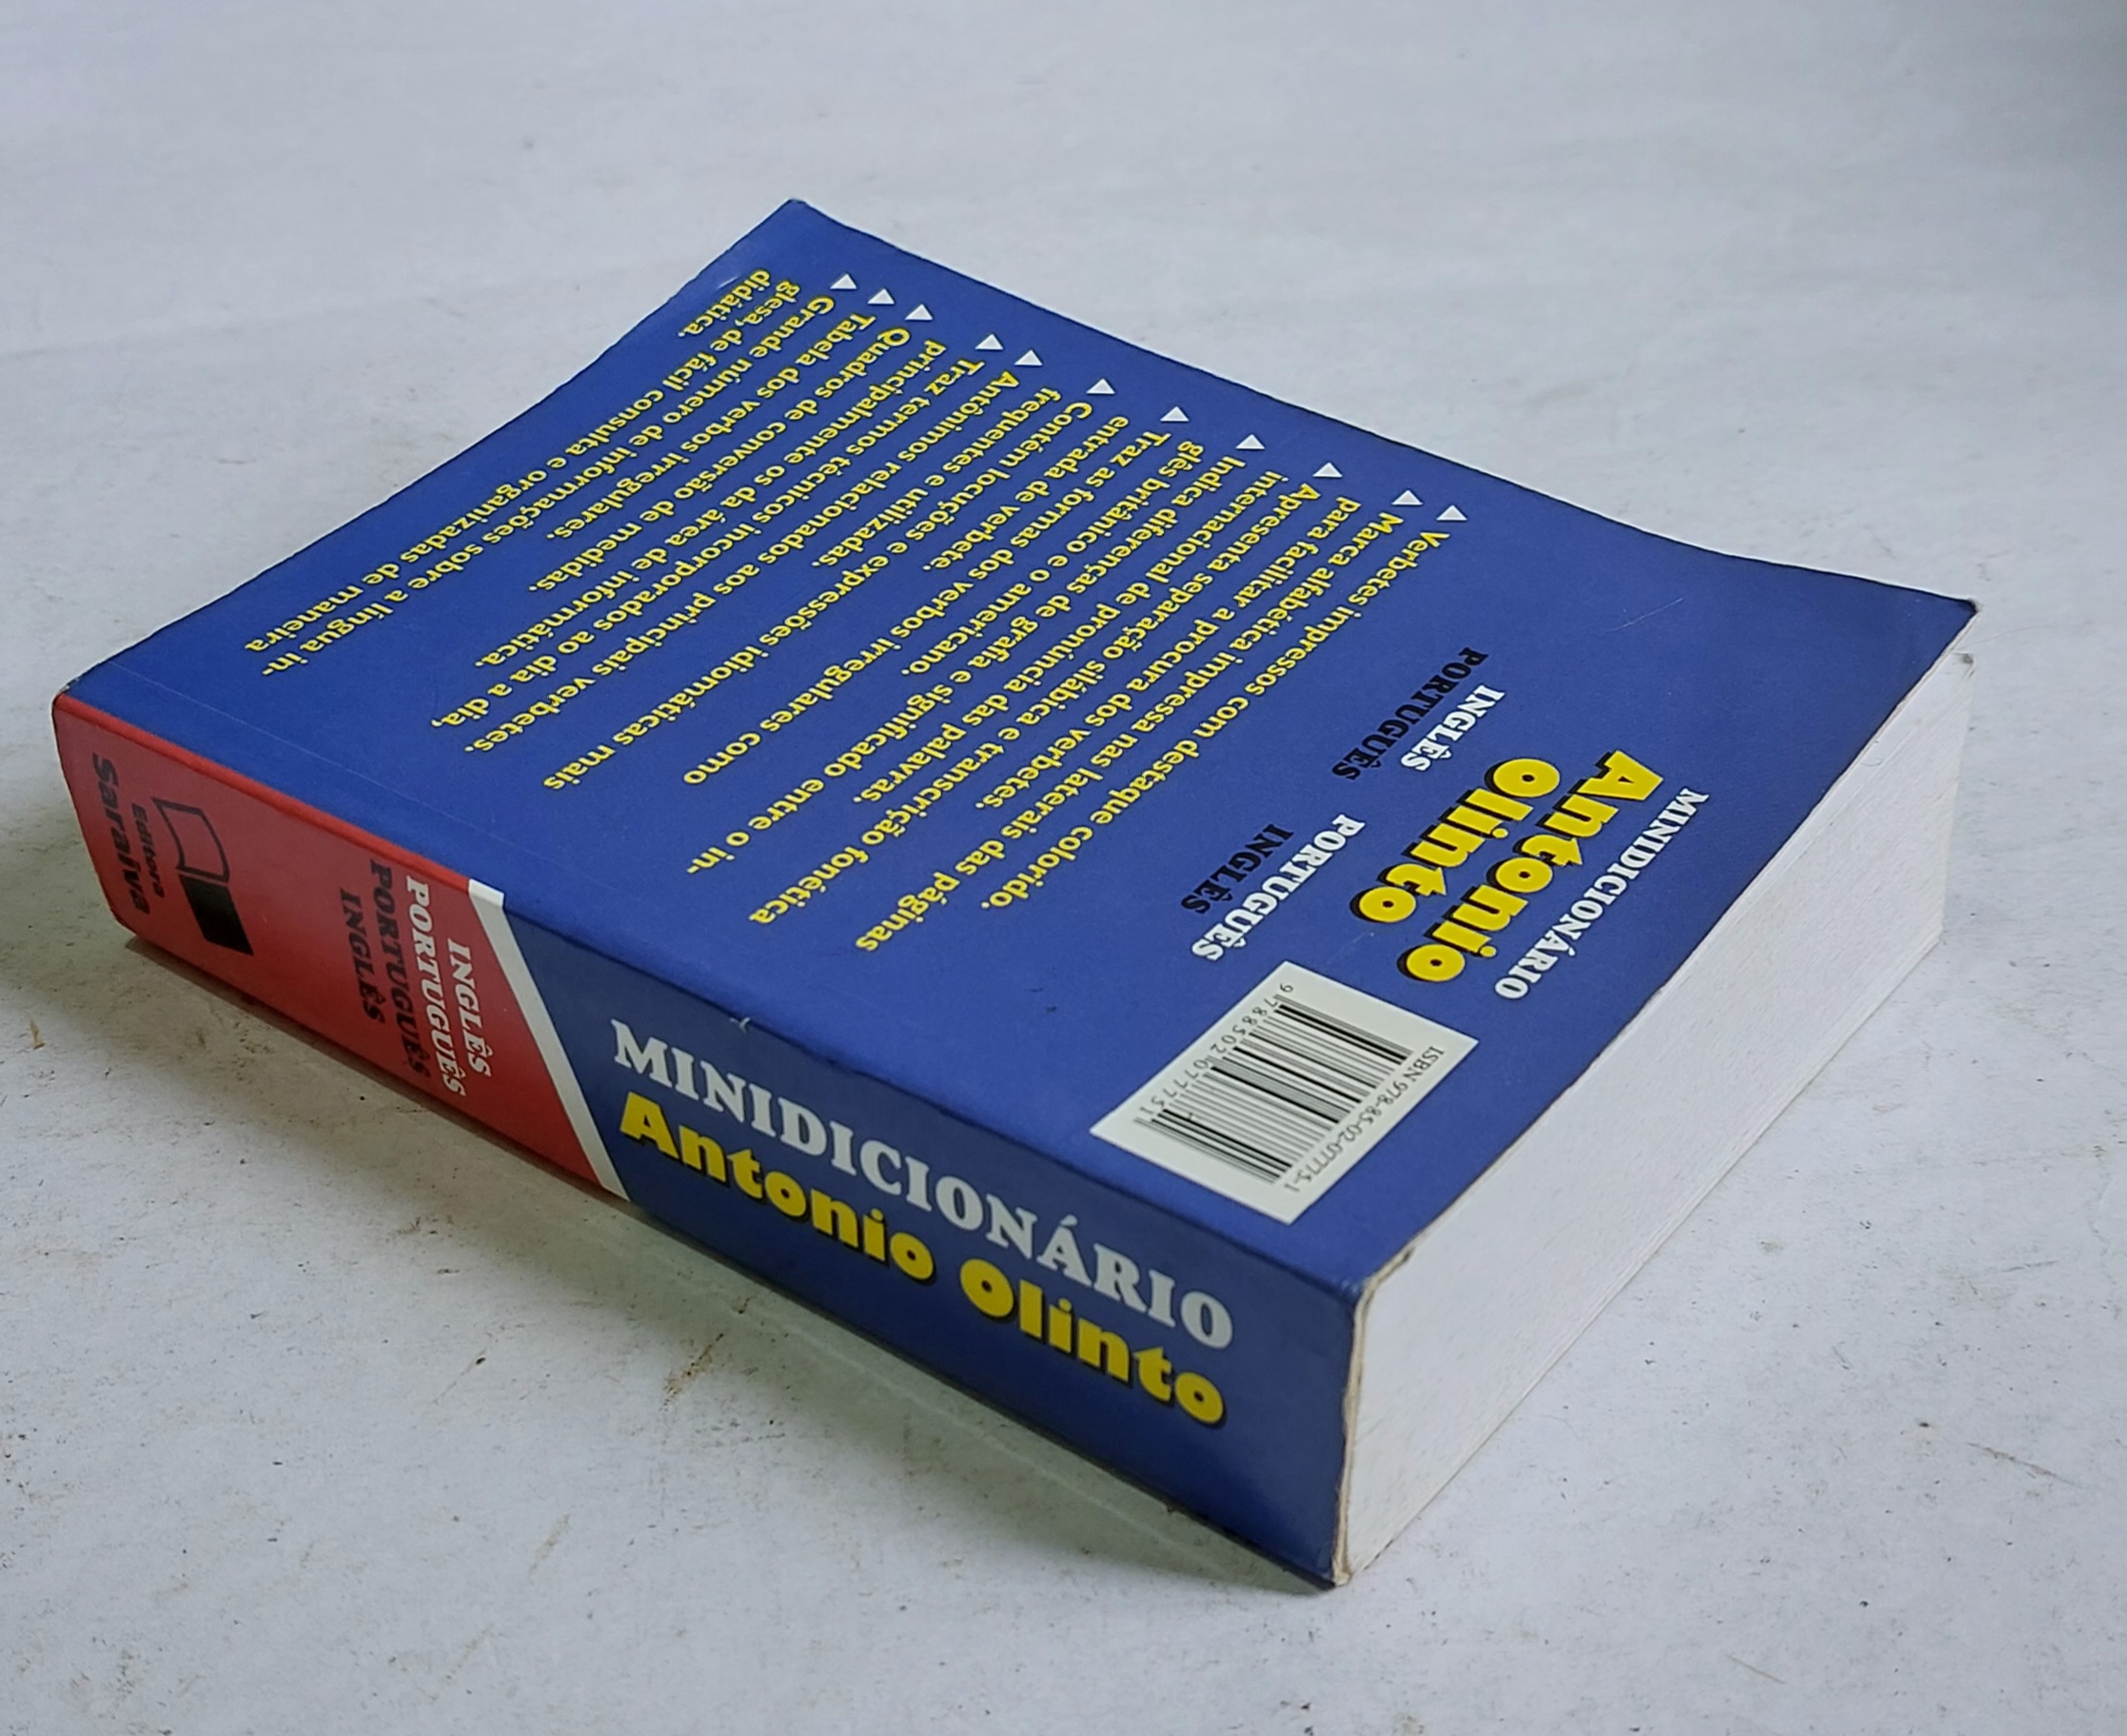 MINIDICIONÁRIO
Antonio
Olinto
INGLÊS
PORTUGUÊS
PORTUGUÊS
INGLÊS
Verbetes impressos com destaque colorido.
Marca alfabética impressa nas laterais das páginas
para facilitar a procura dos verbetes.
Apresenta separação silábica e transcrição fonética
internacional de pronúncia das palavras.
Indica diferenças de grafia e significado entre o in-
glês britânico e o americano.
Traz as formas dos verbos irregulares como
entrada de verbete.
Contém locuções e expressões idiomáticas mais
frequentes e utilizadas.
Antônimos relacionados aos principais verbetes.
Traz termos técnicos incorporados ao dia a dia,
principalmente os da área de informática.
Quadros de conversão de medidas.
Tabela dos verbos irregulares.
Grande número de informações sobre a língua in-
glesa, de fácil consulta e organizadas de maneira
didática.
ISBN 978-85-02-07775-1
9 788502 077751
MINIDICIONÁRIO
Antonio Olinto
INGLÊS
PORTUGUÊS
PORTUGUÊS
INGLÊS
Editora
Saraiva